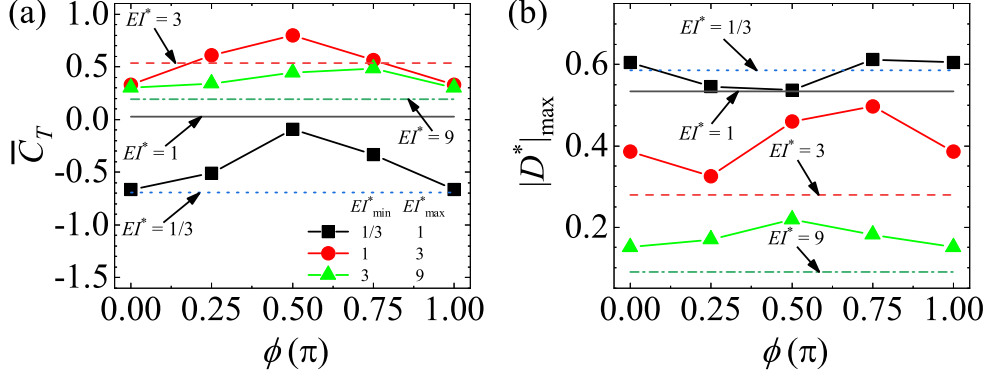 (a)
EI* = 3
1.0
0.5
0.0
-0.5
-1.0
-1.5
C̅_T
EI* = 9
EI* = 1
EI* = 1/3
EI*min EI*max
1/3 1
1 3
3 9
0.00 0.25 0.50 0.75 1.00
ϕ (π)
(b)
EI* = 1/3
0.6
0.4
0.2
|D*|max
EI* = 1
EI* = 3
EI* = 9
0.00 0.25 0.50 0.75 1.00
ϕ (π)